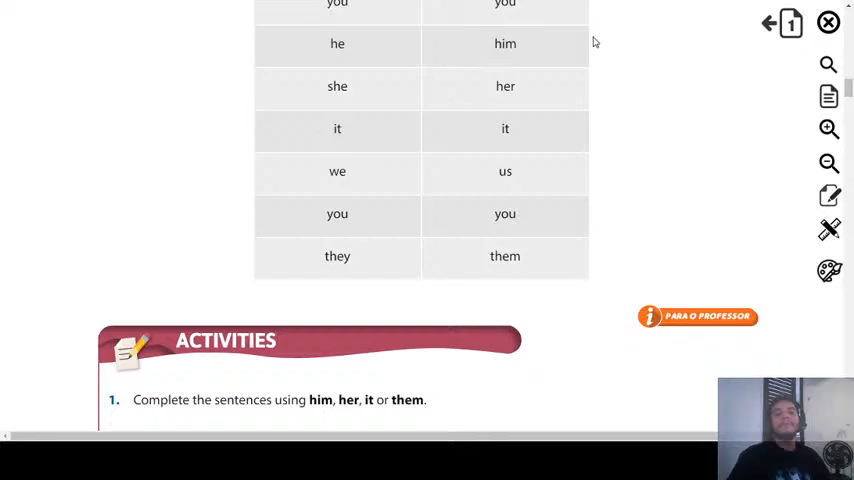 you you
he him
she her
it it
we us
you you
they them
PARA O PROFESSOR
ACTIVITIES
1. Complete the sentences using him, her, it or them.
1